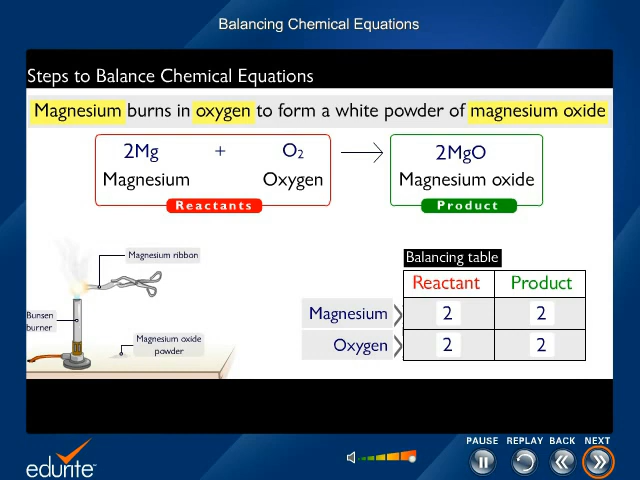 Balancing Chemical Equations
Steps to Balance Chemical Equations
Magnesium burns in oxygen to form a white powder of magnesium oxide
2Mg + O₂ → 2MgO
Magnesium Oxygen Magnesium oxide
Reactants Product
Magnesium ribbon
Bunsen
burner
Magnesium oxide
powder
Balancing table
Reactant Product
Magnesium 2 2
Oxygen 2 2
PAUSE REPLAY BACK NEXT
edurite™